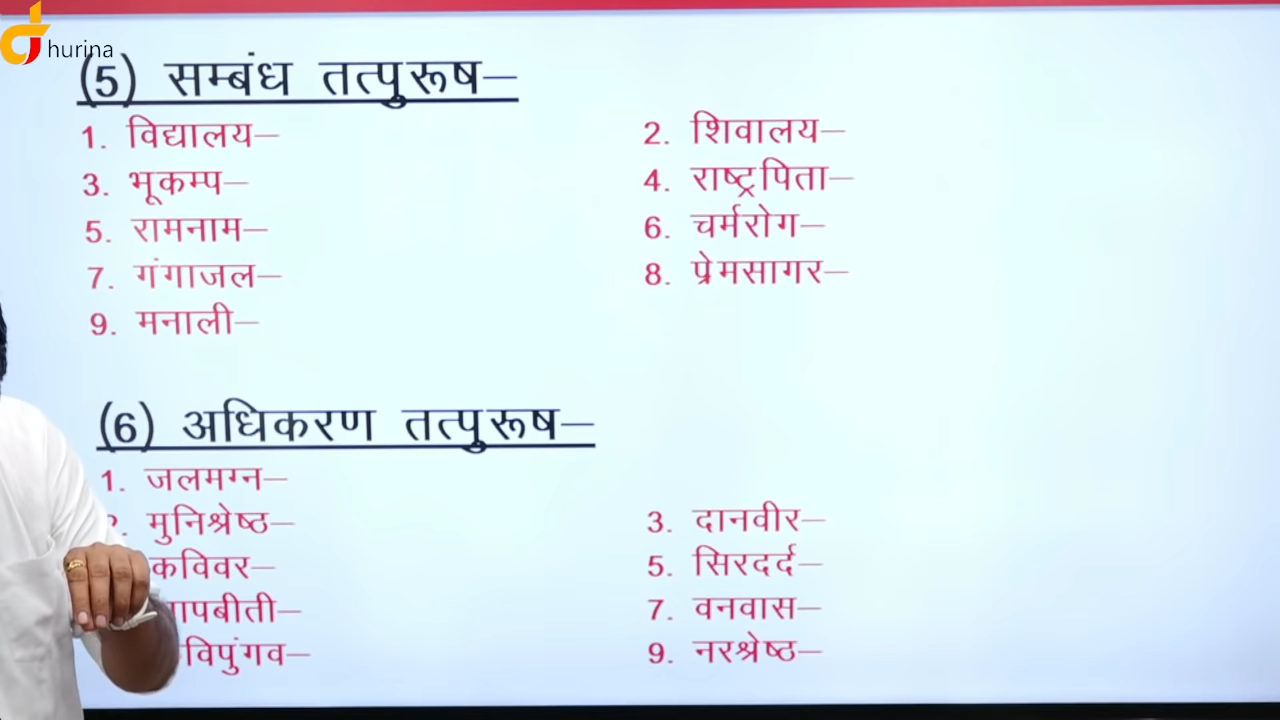 hurina
(5) सम्बंध तत्पुरूष–
1. विद्यालय– 2. शिवालय–
3. भूकम्प– 4. राष्ट्रपिता–
5. रामनाम– 6. चर्मरोग–
7. गंगाजल– 8. प्रेमसागर–
9. मनाली–
(6) अधिकरण तत्पुरूष–
1. जलमग्न–
मुनिश्रेष्ठ– 3. दानवीर–
कविवर– 5. सिरदर्द–
7. वनवास–
9. नरश्रेष्ठ–